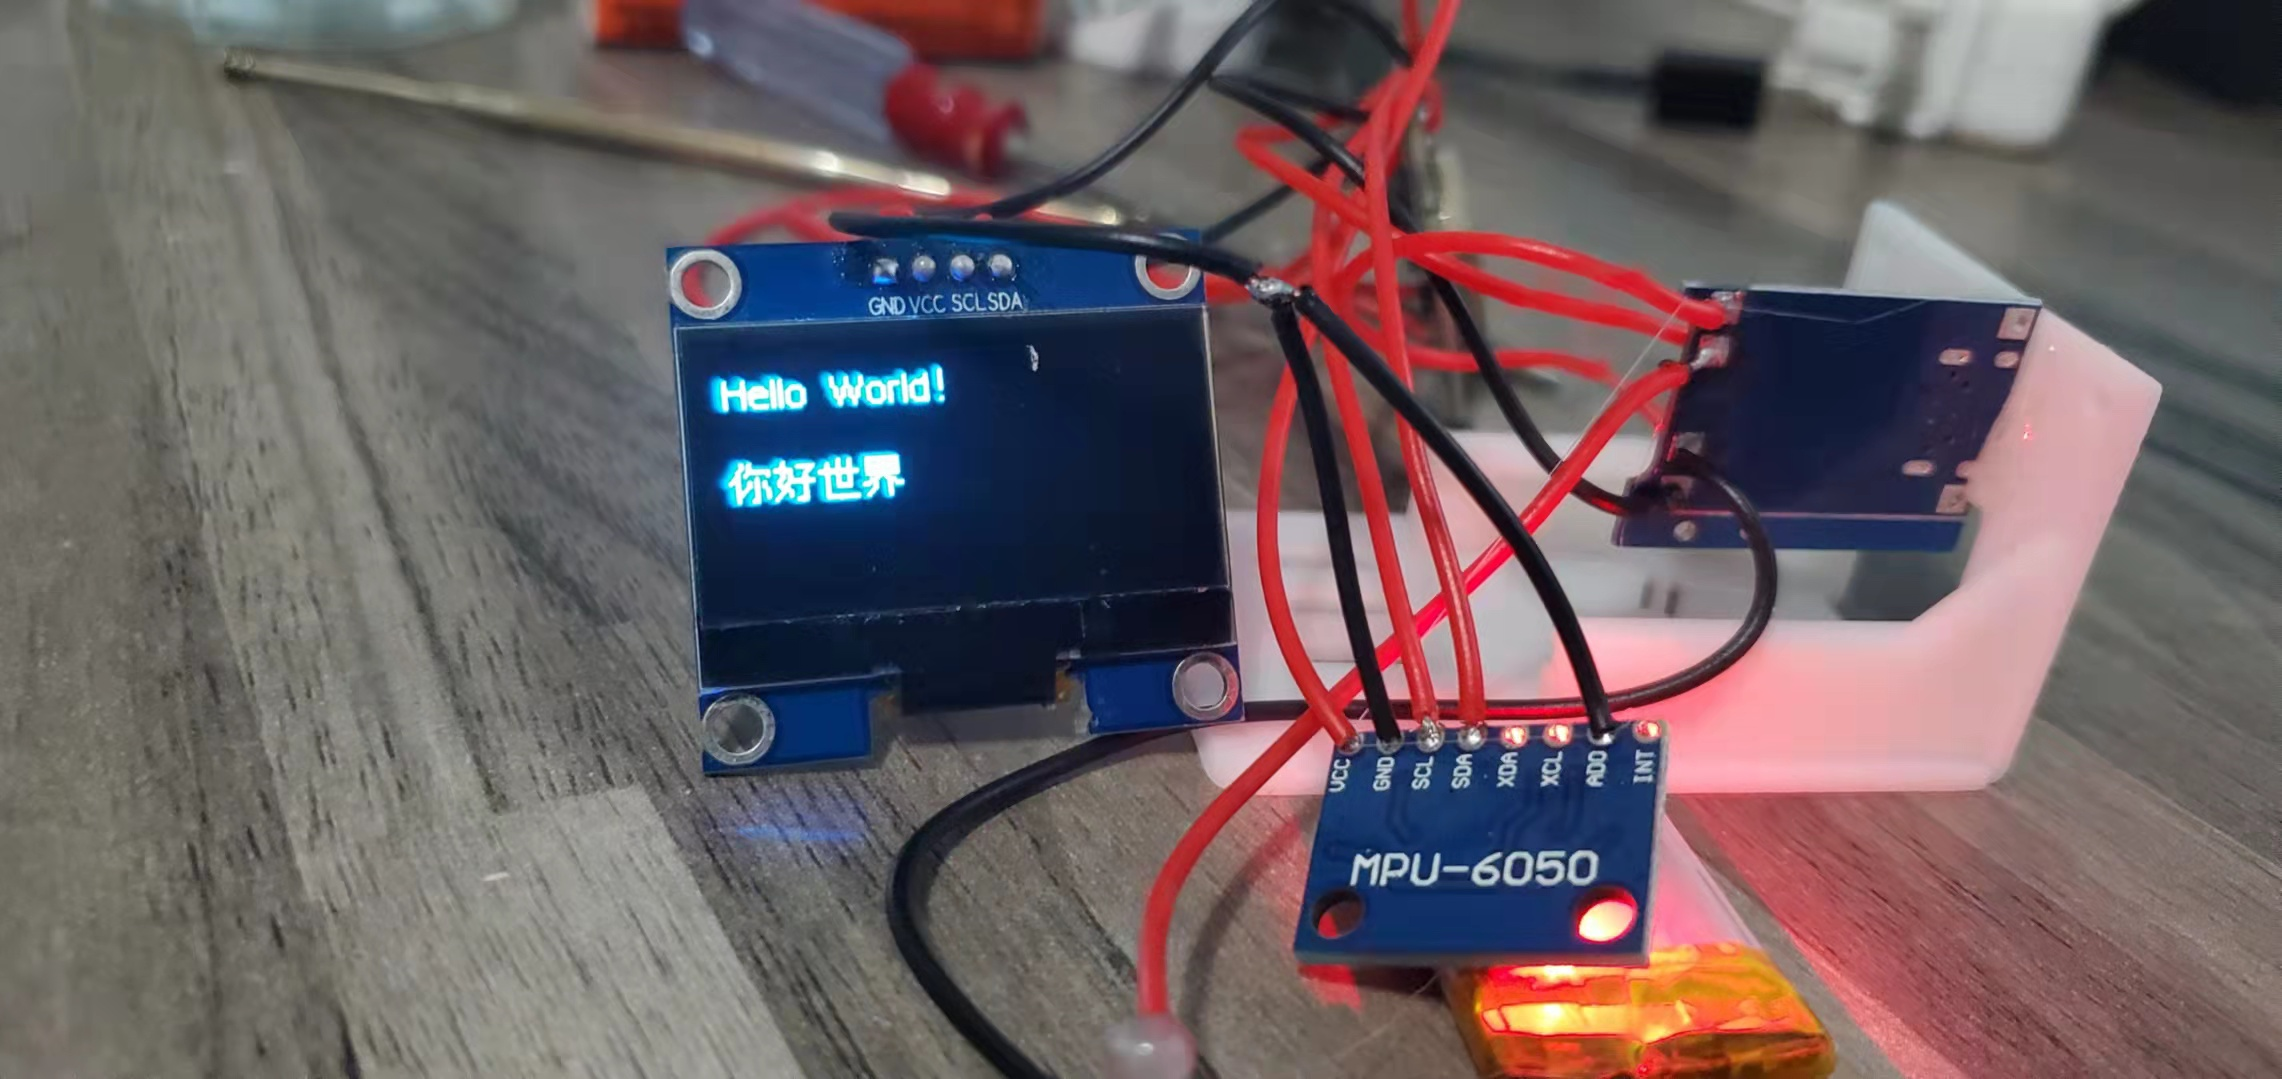 GND VCC SCL SDA
Hello World!
你好世界
VCC GND SCL SDA XDA XCL ADO INT
MPU-6050